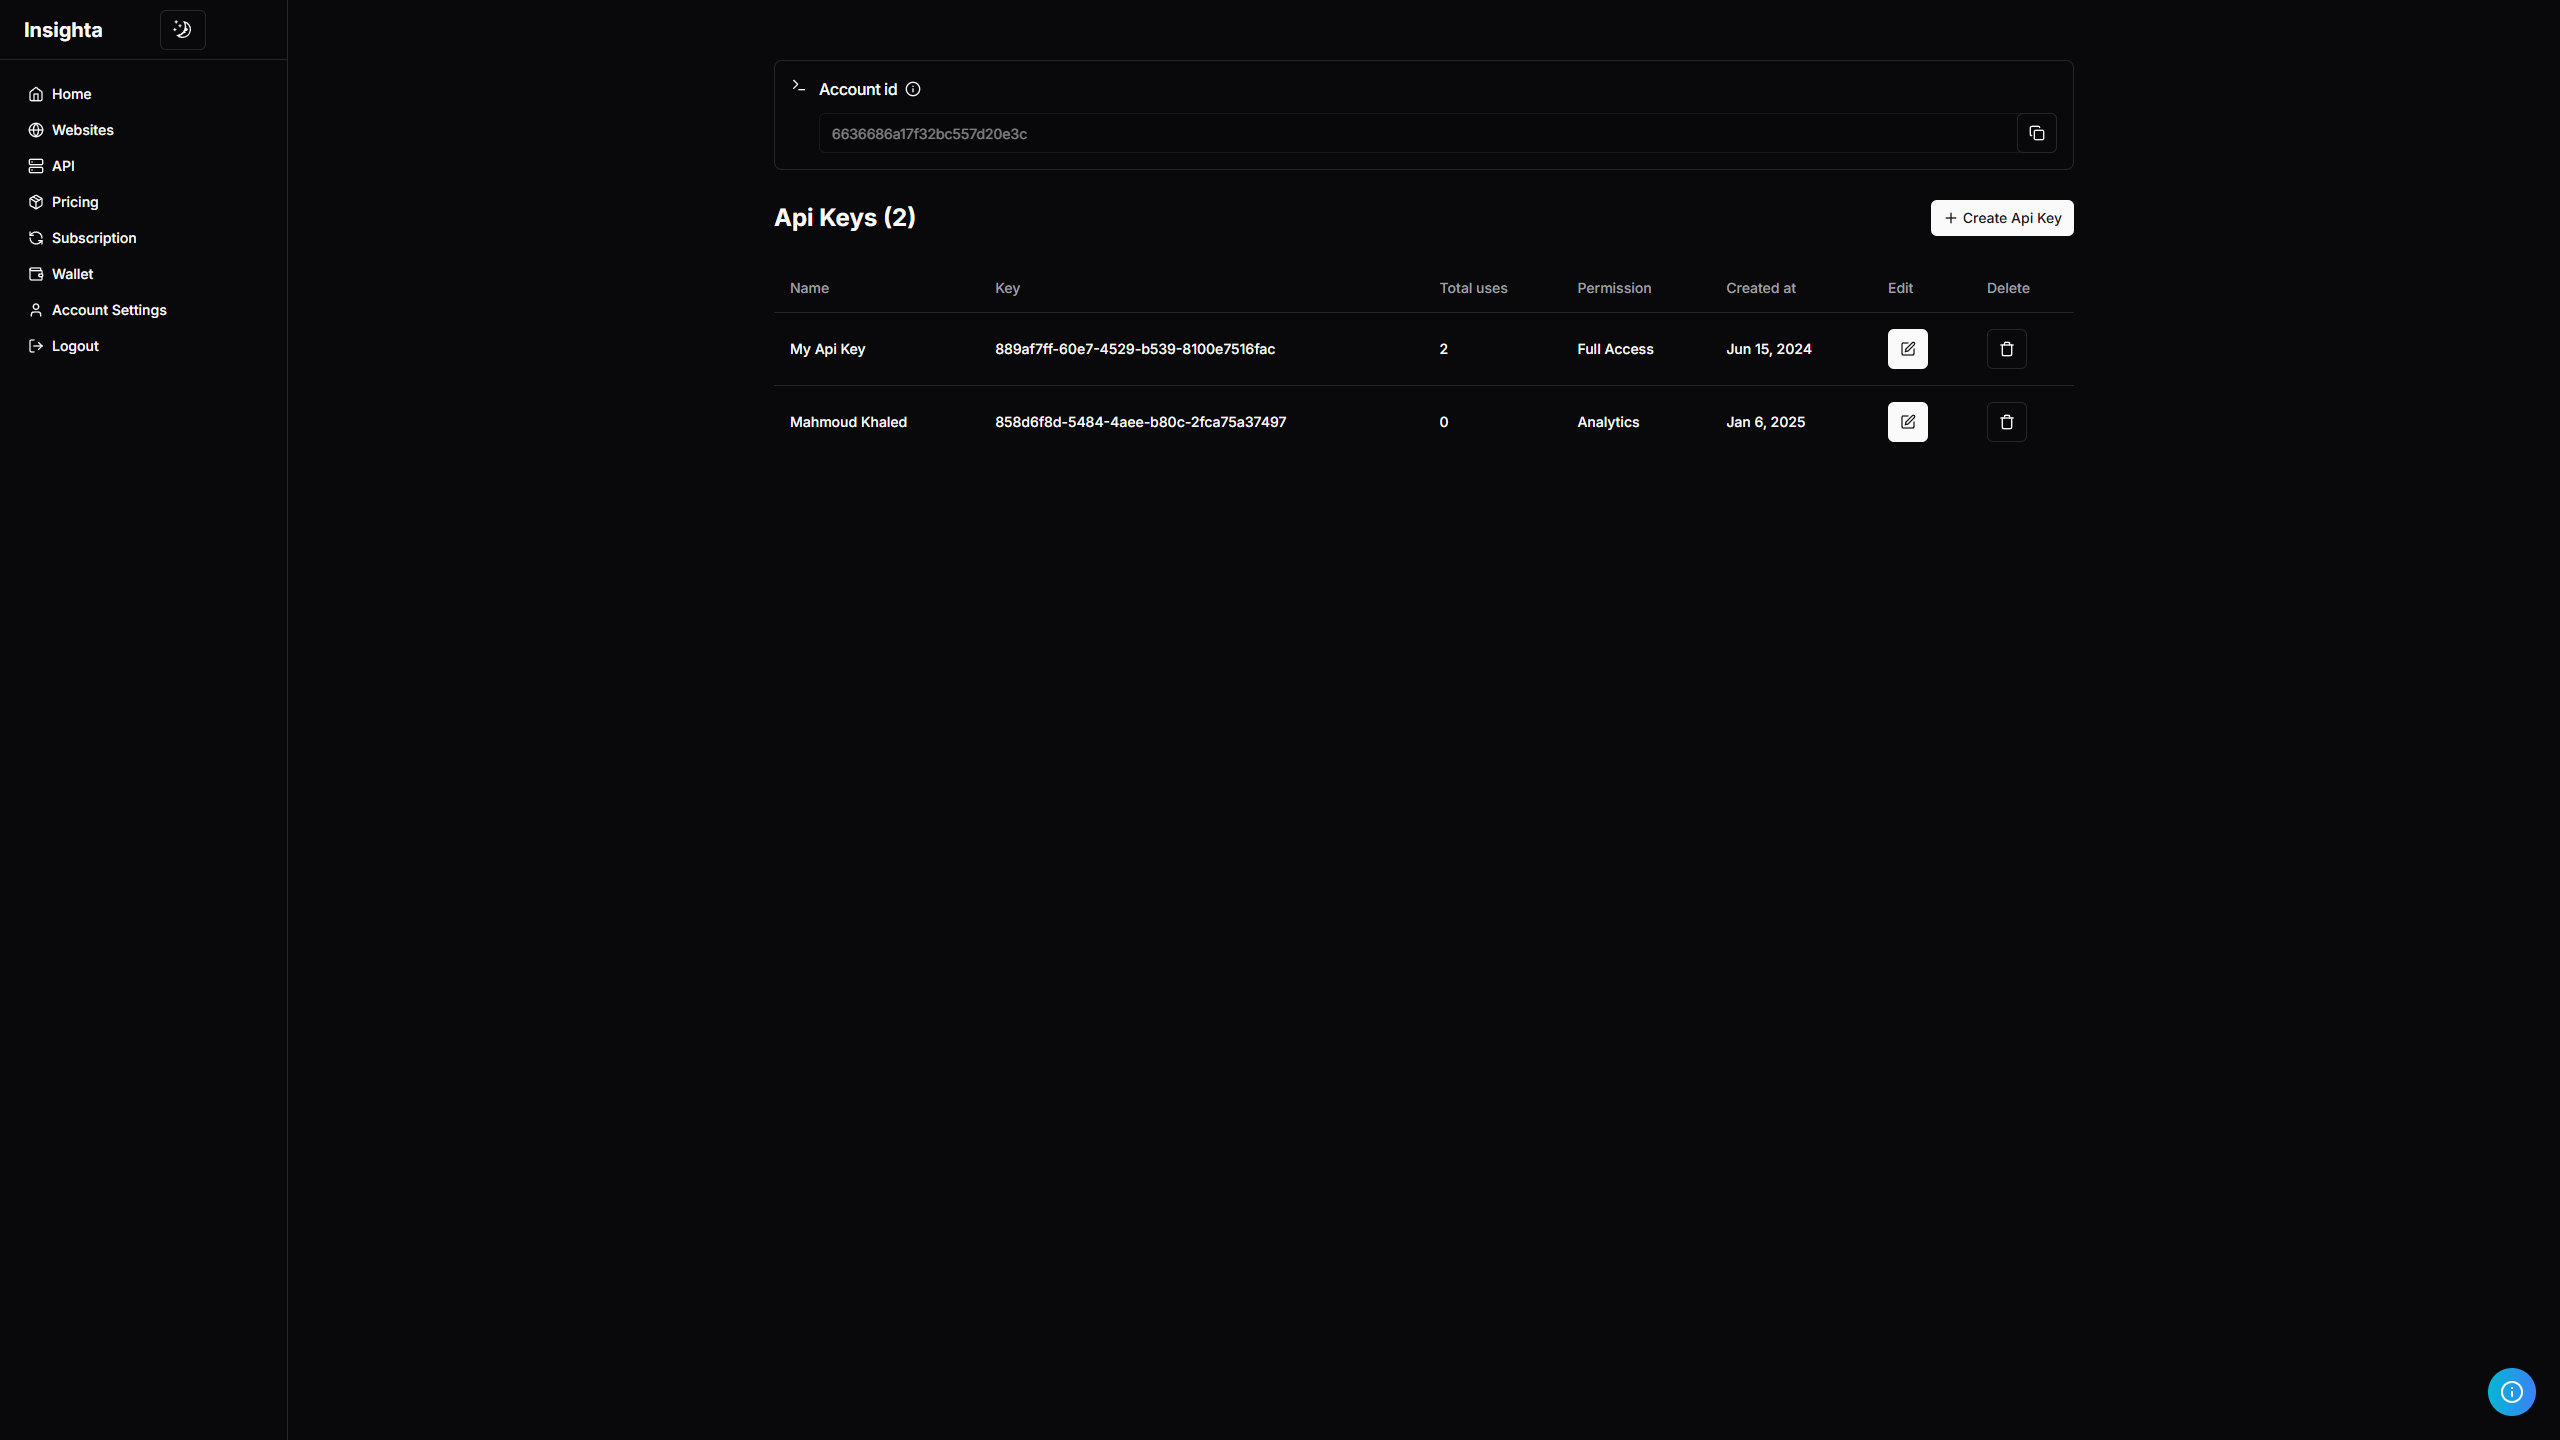 Insighta
Home
Websites
API
Pricing
Subscription
Wallet
Account Settings
Logout
Account id
6636686a17f32bc557d20e3c
Api Keys (2)
Create Api Key
Name Key Total uses Permission Created at Edit Delete
My Api Key 889af7ff-60e7-4529-b539-8100e7516fac 2 Full Access Jun 15, 2024
Mahmoud Khaled 858d6f8d-5484-4aee-b80c-2fca75a37497 0 Analytics Jan 6, 2025